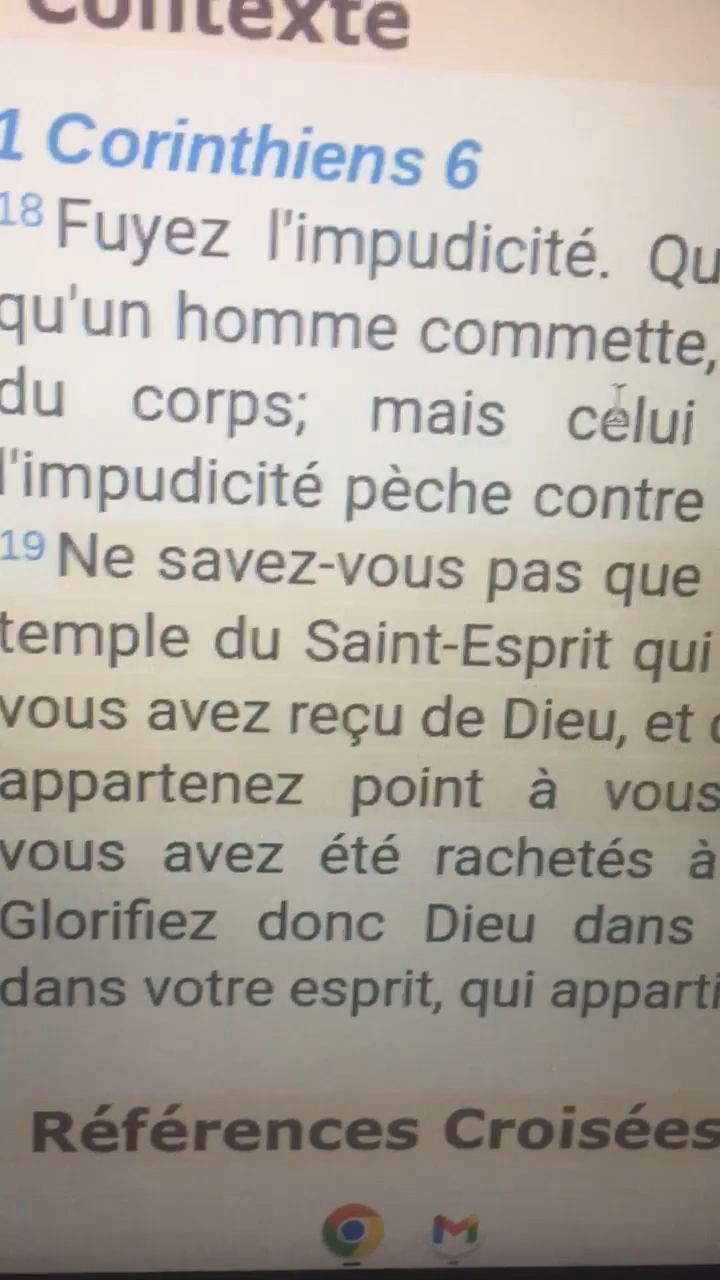 Contexte
1 Corinthiens 6
18 Fuyez l'impudicité. Qu
qu'un homme commette,
du corps; mais celui
l'impudicité pèche contre
19 Ne savez-vous pas que
temple du Saint-Esprit qui
vous avez reçu de Dieu, et
appartenez point à vous
vous avez été rachetés à
Glorifiez donc Dieu dans
dans votre esprit, qui apparti
Références Croisées